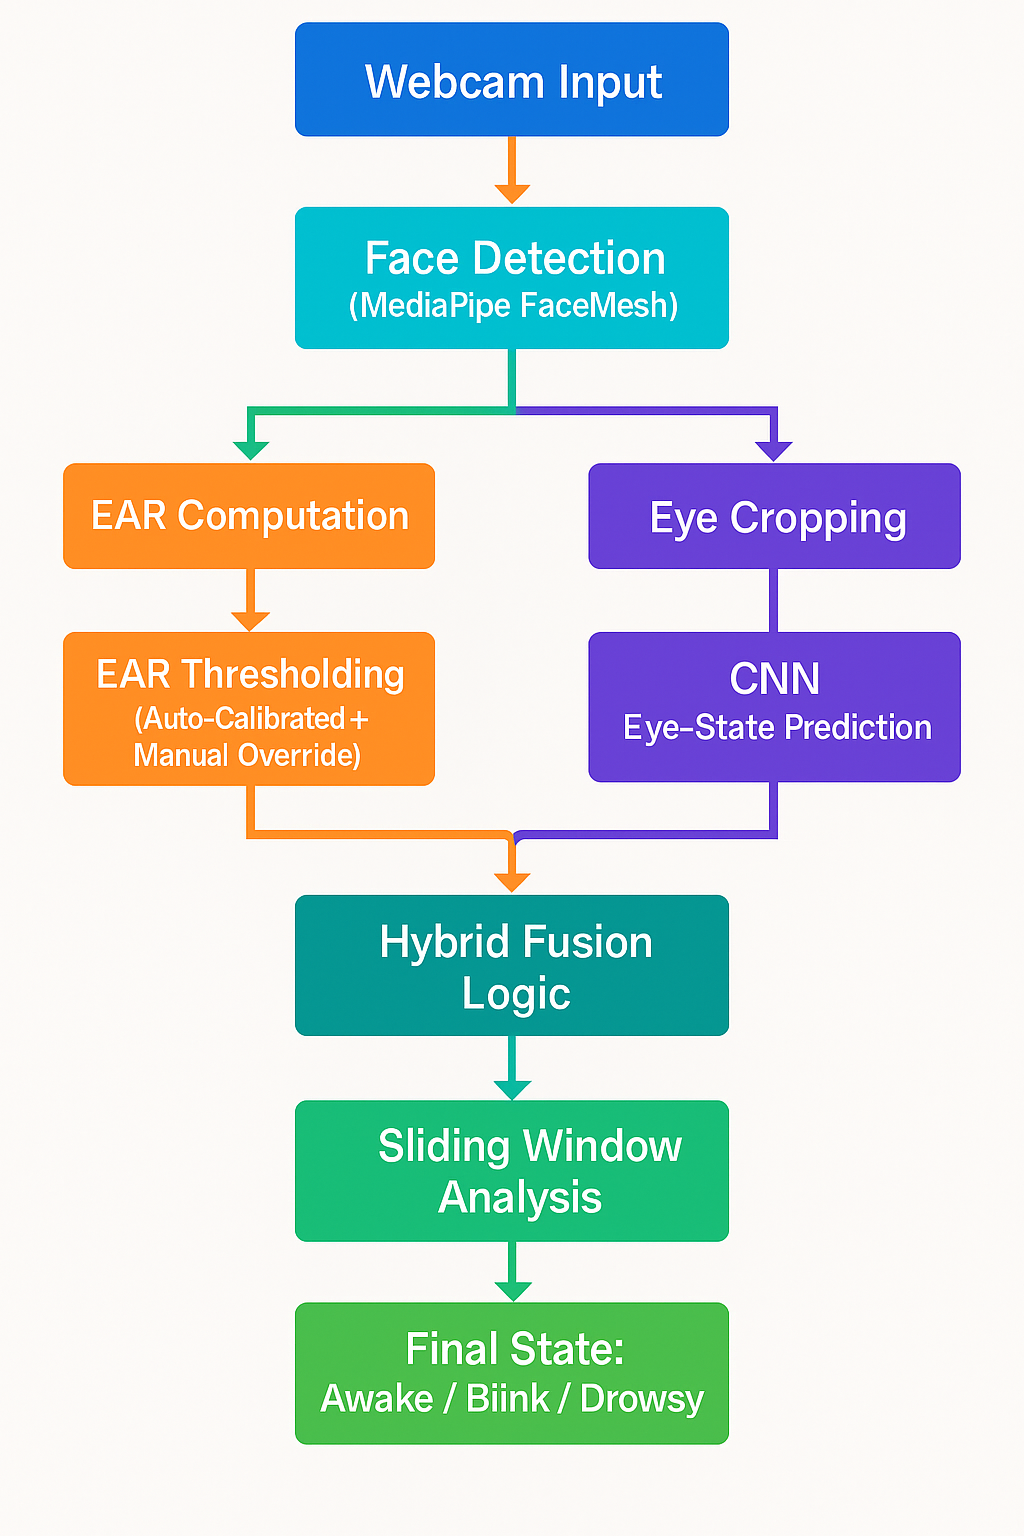 Webcam Input
Face Detection
(MediaPipe FaceMesh)
EAR Computation
Eye Cropping
EAR Thresholding
(Auto-Calibrated+
Manual Override)
CNN
Eye-State Prediction
Hybrid Fusion
Logic
Sliding Window
Analysis
Final State:
Awake / Biink / Drowsy